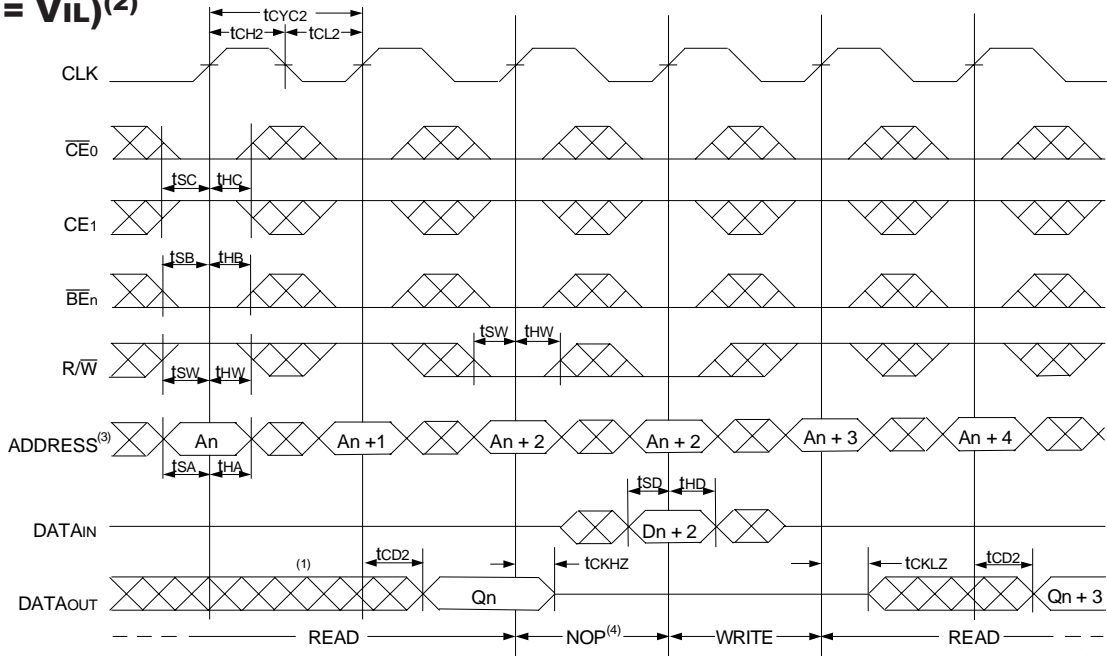 = VIL)(2)
tCYC2
tCH2 tCL2
CLK
CE0
tSC tHC
CE1
tSB tHB
BEn
tSW tHW
R/W
tSW tHW
ADDRESS(3) An An +1 An + 2 An + 2 An + 3 An + 4
tSA tHA
tSD tHD
DATAIN Dn + 2
(1) tCD2 tCKHZ tCKLZ tCD2
DATAOUT Qn Qn + 3
READ NOP(4) WRITE READ